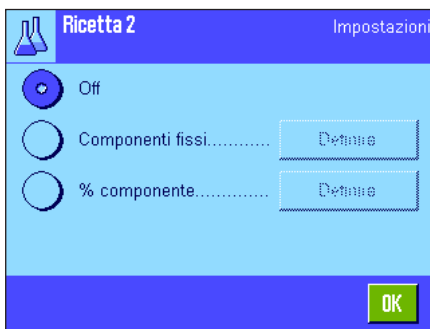 Ricetta 2 Impostazioni
Off
Componenti fissi............ Definire
% componente.............. Definire
OK